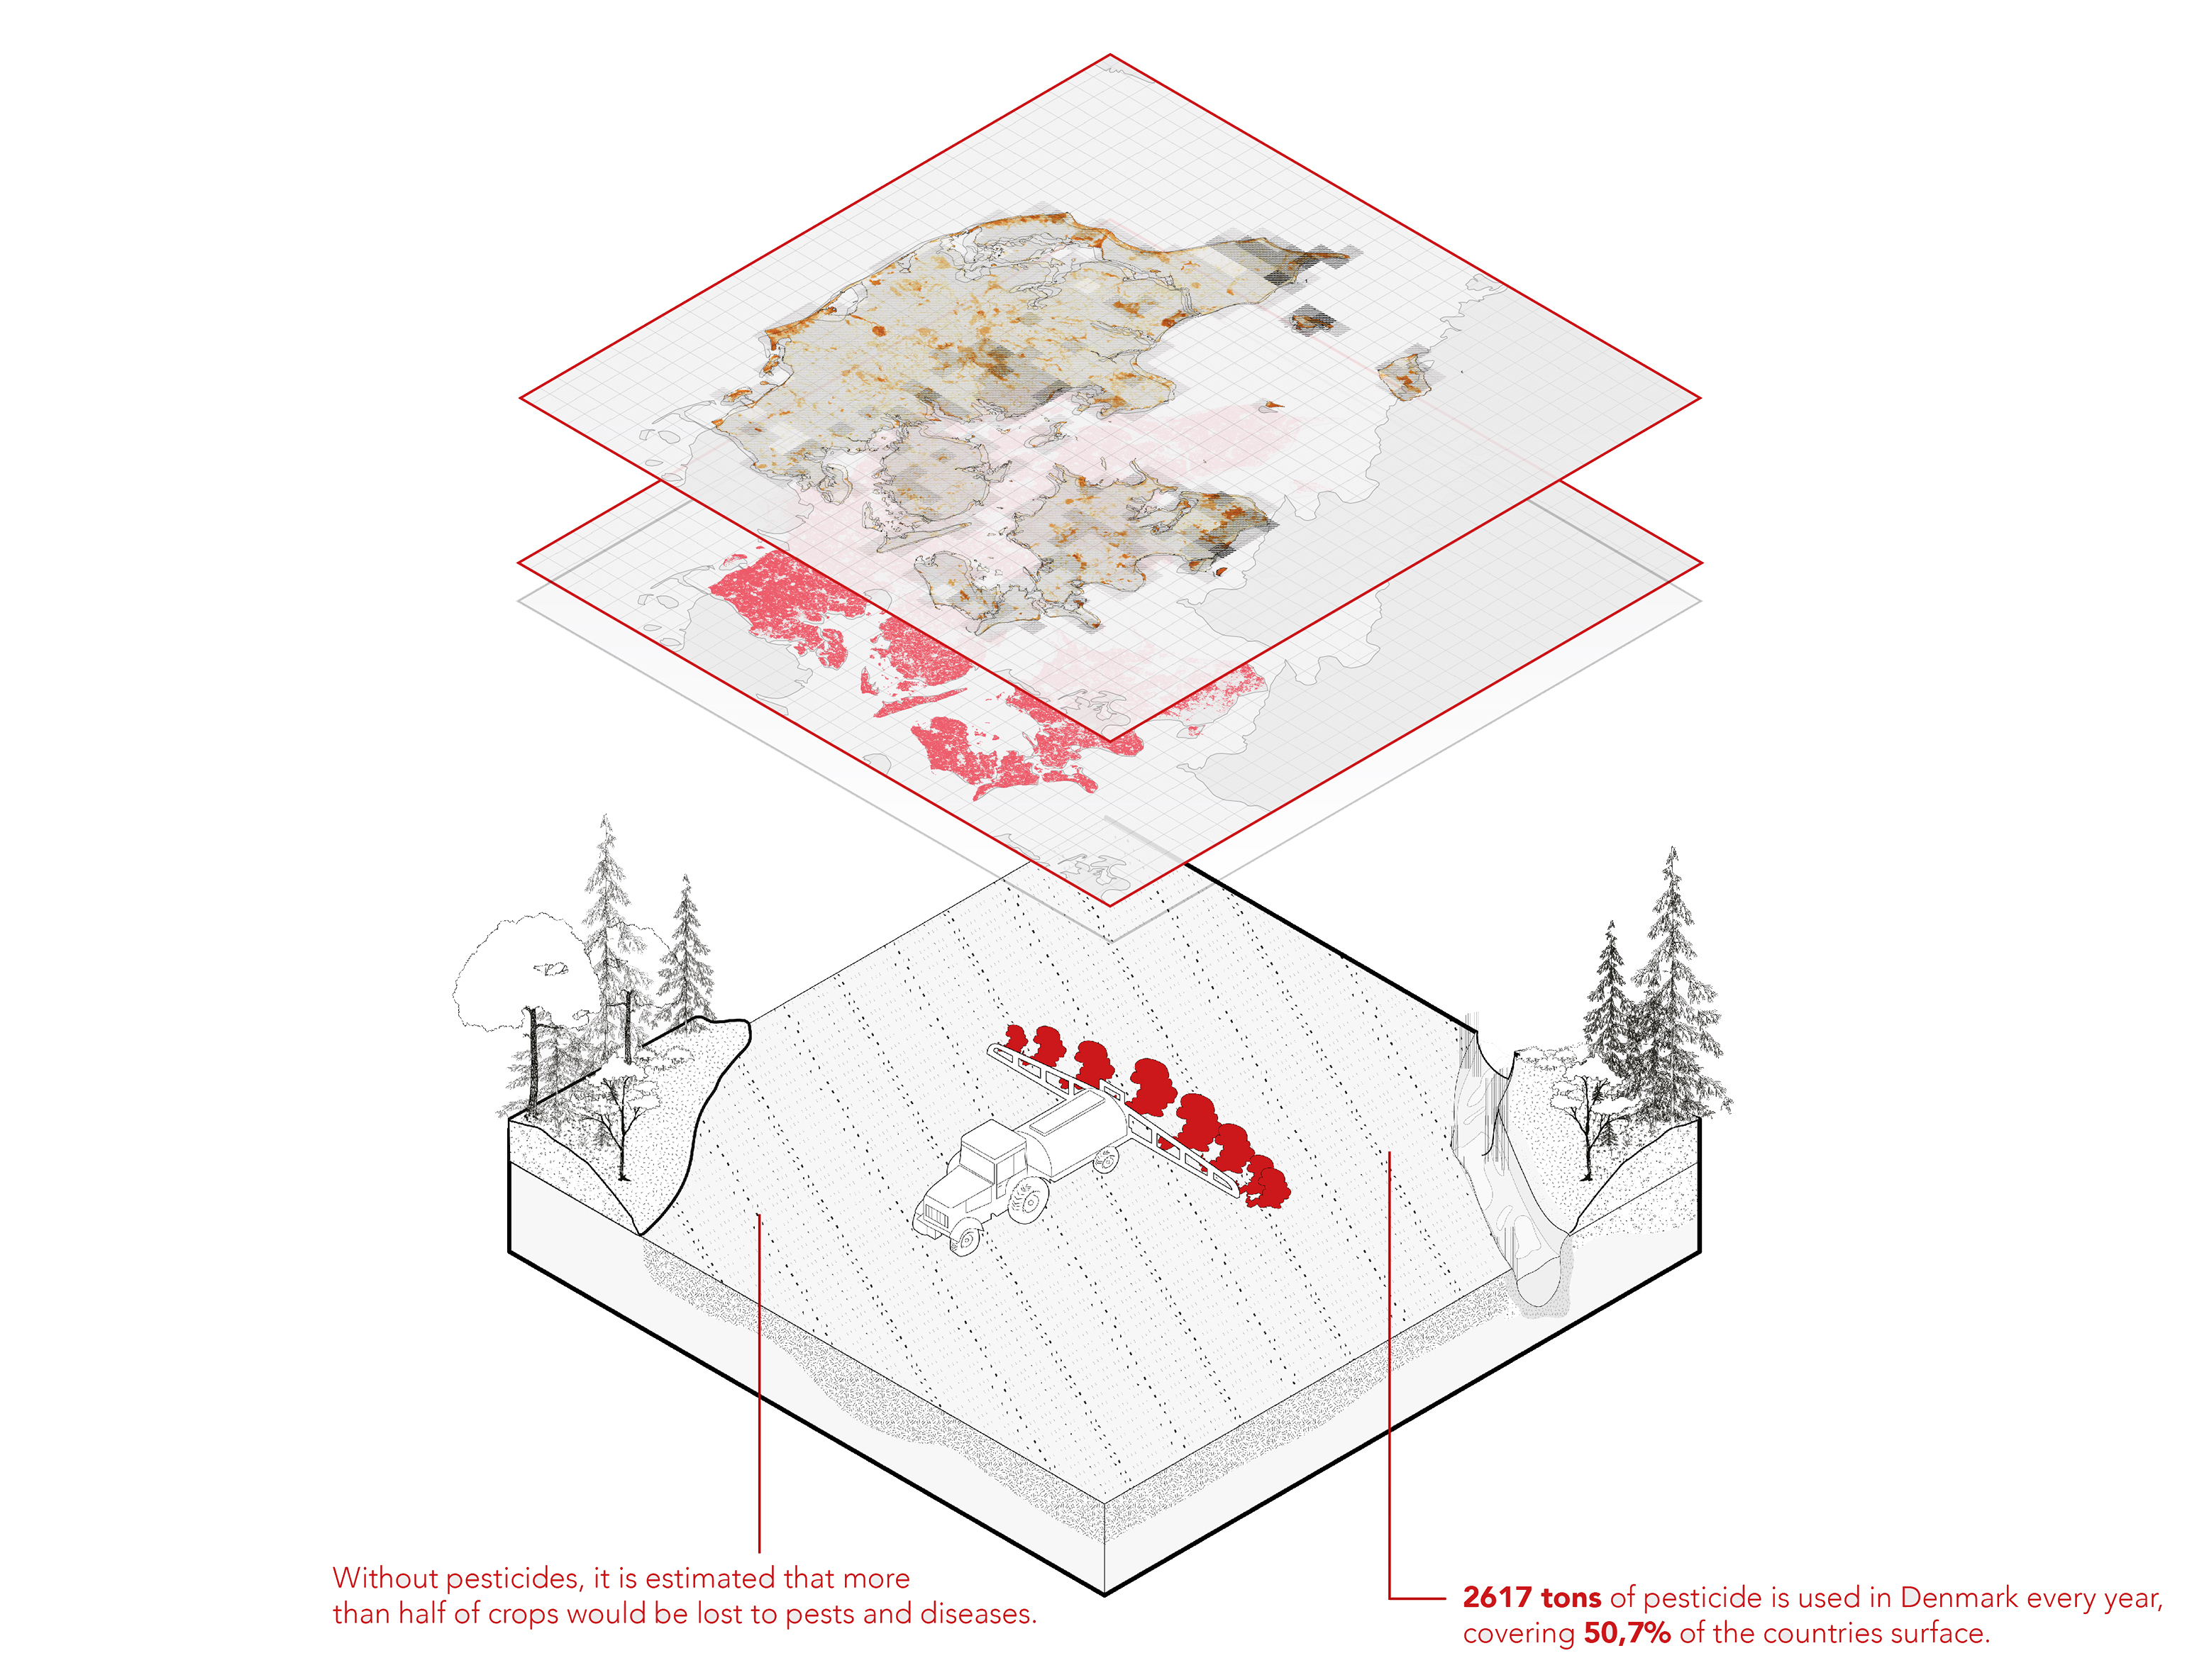 Without pesticides, it is estimated that more
than half of crops would be lost to pests and diseases.
2617 tons of pesticide is used in Denmark every year,
covering 50,7% of the countries surface.